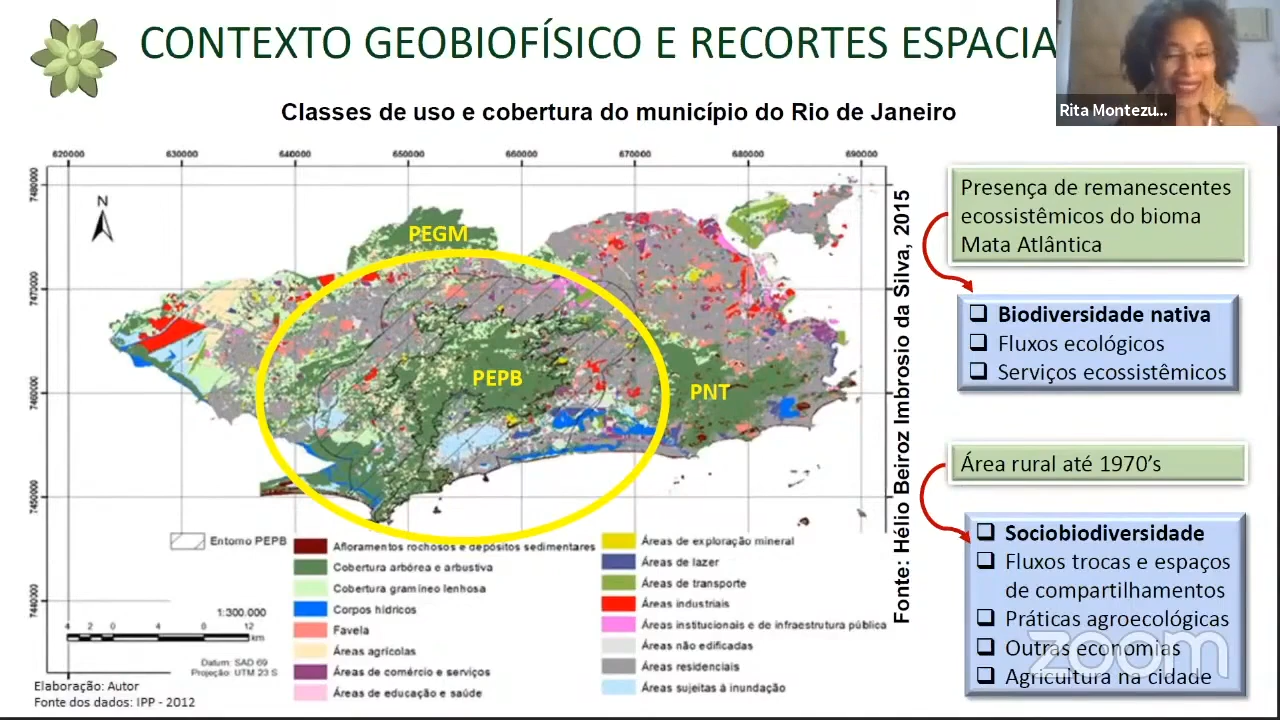 CONTEXTO GEOBIOFÍSICO E RECORTES ESPACIA
Rita Montezu...
Classes de uso e cobertura do município do Rio de Janeiro
620000 630000 640000 650000 660000 670000 680000 690000
7480000
7470000
7460000
7450000
7440000
N
PEGM
PEPB
PNT
Fonte: Hélio Beiroz Imbrosio da Silva, 2015
Presença de remanescentes
ecossistêmicos do bioma
Mata Atlântica
Biodiversidade nativa
Fluxos ecológicos
Serviços ecossistêmicos
Área rural até 1970's
Sociobiodiversidade
Fluxos trocas e espaços
de compartilhamentos
Práticas agroecológicas
Outras economias
Agricultura na cidade
zoom
Entorno PEPB
Afloramentos rochosos e depósitos sedimentares
Cobertura arbórea e arbustiva
Cobertura gramíneo lenhosa
Corpos hídricos
Favela
Áreas agrícolas
Áreas de comércio e serviços
Áreas de educação e saúde
Áreas de exploração mineral
Áreas de lazer
Áreas de transporte
Áreas industriais
Áreas institucionais e de infraestrutura pública
Áreas não edificadas
Áreas residenciais
Áreas sujeitas à inundação
1:300.000
4 2 0 4 8 12
km
Datum: SAD 69
Projeção: UTM 23 S
Elaboração: Autor
Fonte dos dados: IPP - 2012